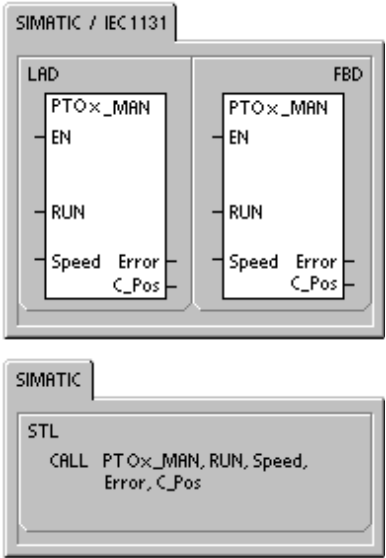 SIMATIC / IEC1131
LAD FBD
PTOx_MAN PTOx_MAN
EN EN
RUN RUN
Speed Error Speed Error
C_Pos C_Pos
SIMATIC
STL
CALL PTOx_MAN, RUN, Speed,
Error, C_Pos